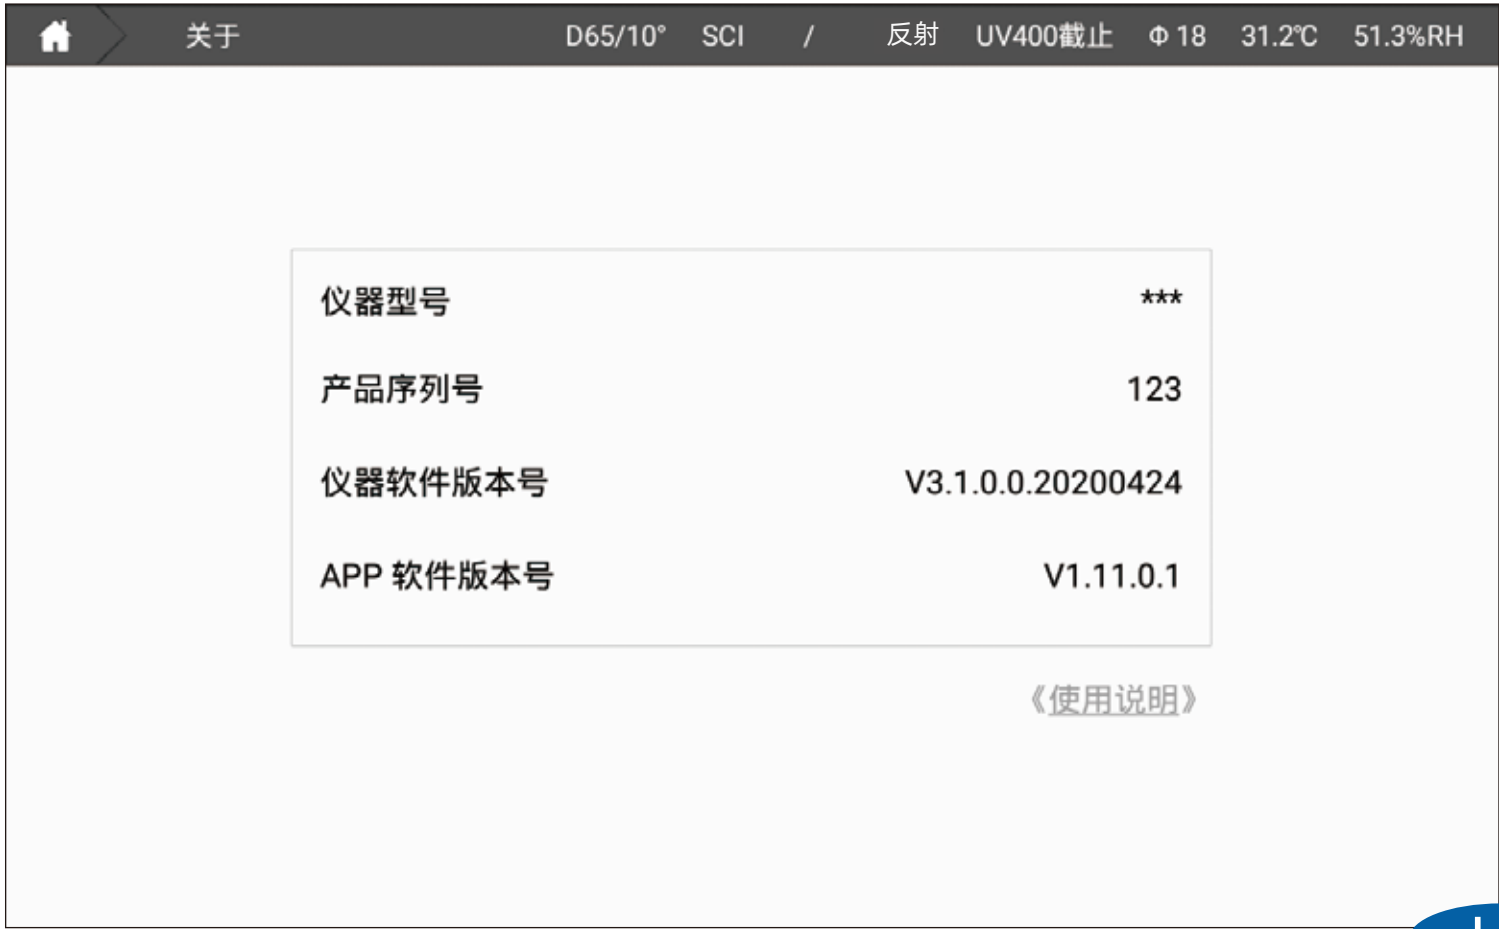 关于 D65/10° SCI / 反射 UV400截止 Φ 18 31.2℃ 51.3%RH
仪器型号 ***
产品序列号 123
仪器软件版本号 V3.1.0.0.20200424
APP 软件版本号 V1.11.0.1
《使用说明》